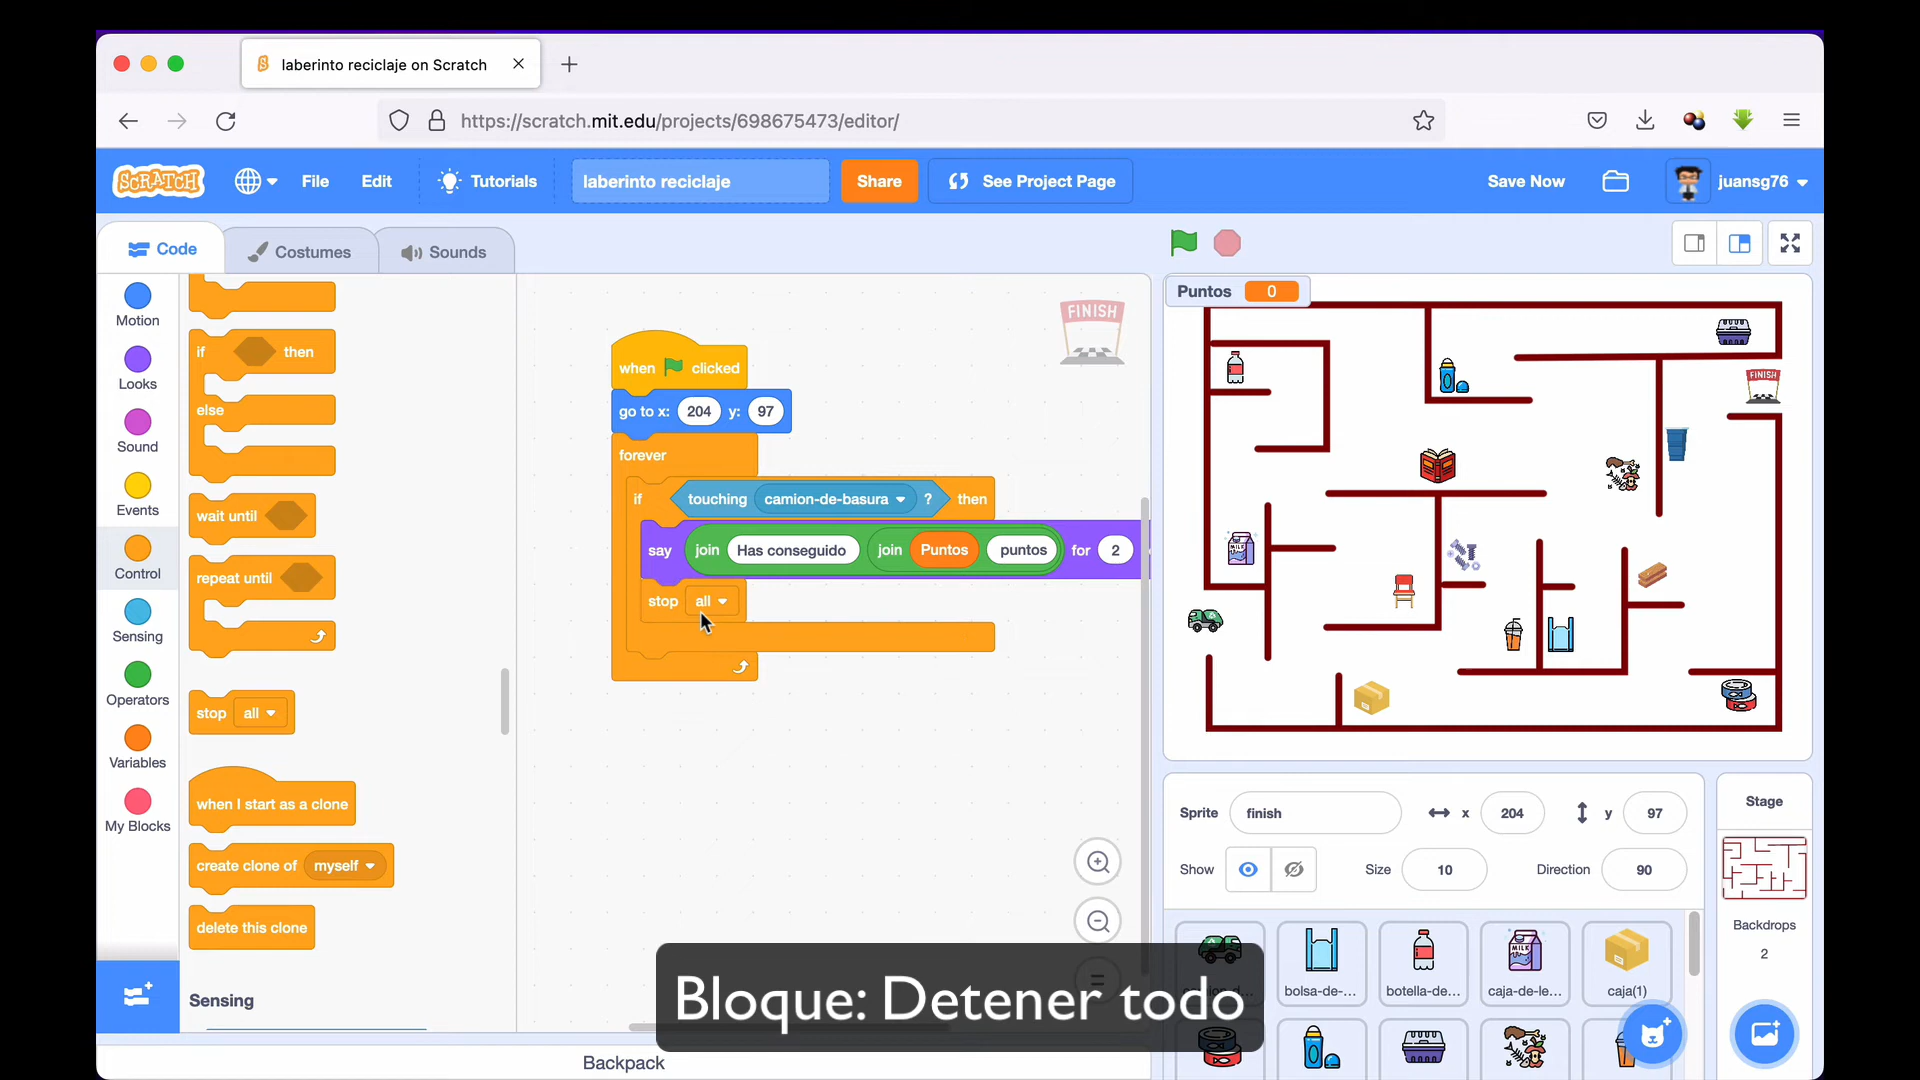 laberinto reciclaje on Scratch
https://scratch.mit.edu/projects/698675473/editor/
SCRATCH
File
Edit
Tutorials
laberinto reciclaje
Share
See Project Page
Save Now
juansg76
Code
Costumes
Sounds
Motion
Looks
Sound
Events
Control
Sensing
Operators
Variables
My Blocks
if then
else
wait until
repeat until
stop all
when I start as a clone
create clone of myself
delete this clone
Sensing
when clicked
go to x: 204 y: 97
forever
if touching camion-de-basura ? then
say join Has conseguido join Puntos puntos for 2
stop all
FINISH
Puntos 0
FINISH
MILK
Sprite finish x 204 y 97
Show Size 10 Direction 90
Stage
Backdrops
2
bolsa-de-...
botella-de...
MILK
caja-de-le...
caja(1)
Bloque: Detener todo
Backpack